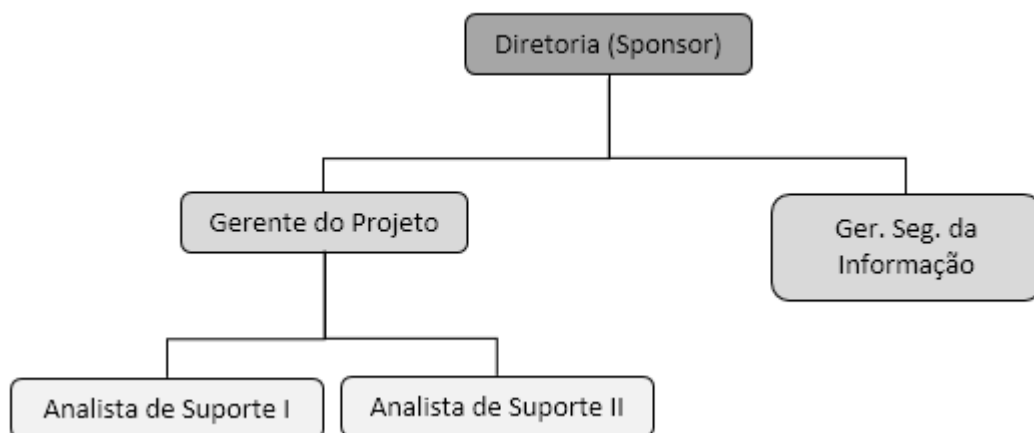 Diretoria (Sponsor)
Gerente do Projeto
Ger. Seg. da
Informação
Analista de Suporte I
Analista de Suporte II